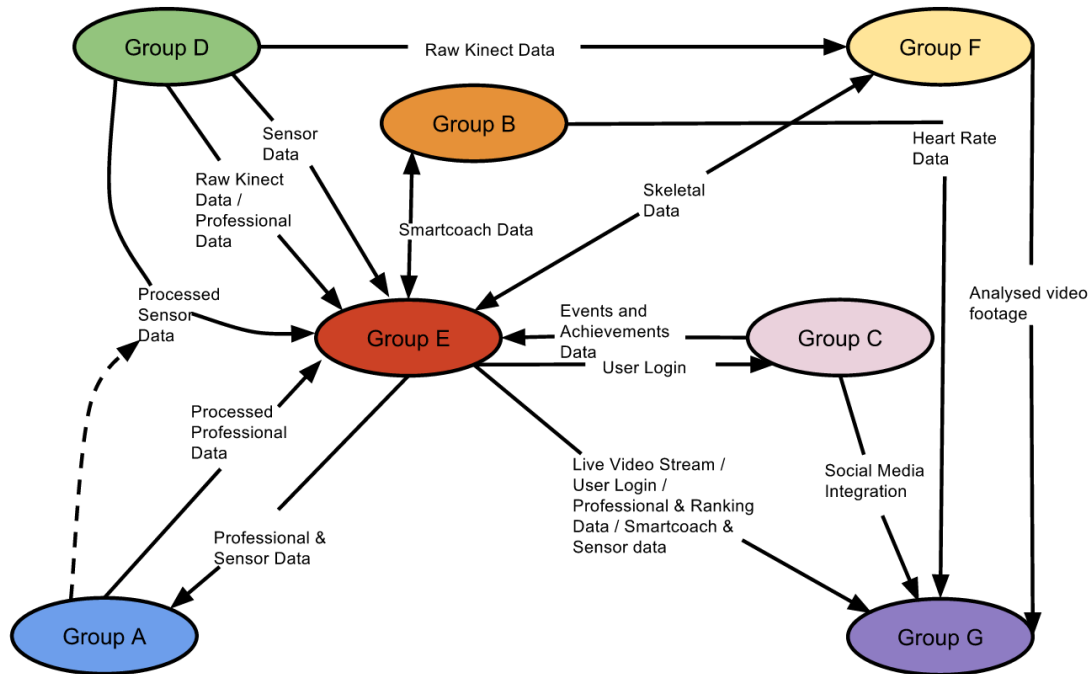 Group D
Raw Kinect Data
Group F
Group B
Sensor
Data
Heart Rate
Data
Raw Kinect
Data /
Professional
Data
Skeletal
Data
Smartcoach Data
Processed
Sensor
Data
Events and
Achievements
Data
Analysed video
footage
Group E
Group C
User Login
Processed
Professional
Data
Live Video Stream /
User Login /
Professional & Ranking
Data / Smartcoach &
Sensor data
Social Media
Integration
Professional &
Sensor Data
Group A
Group G